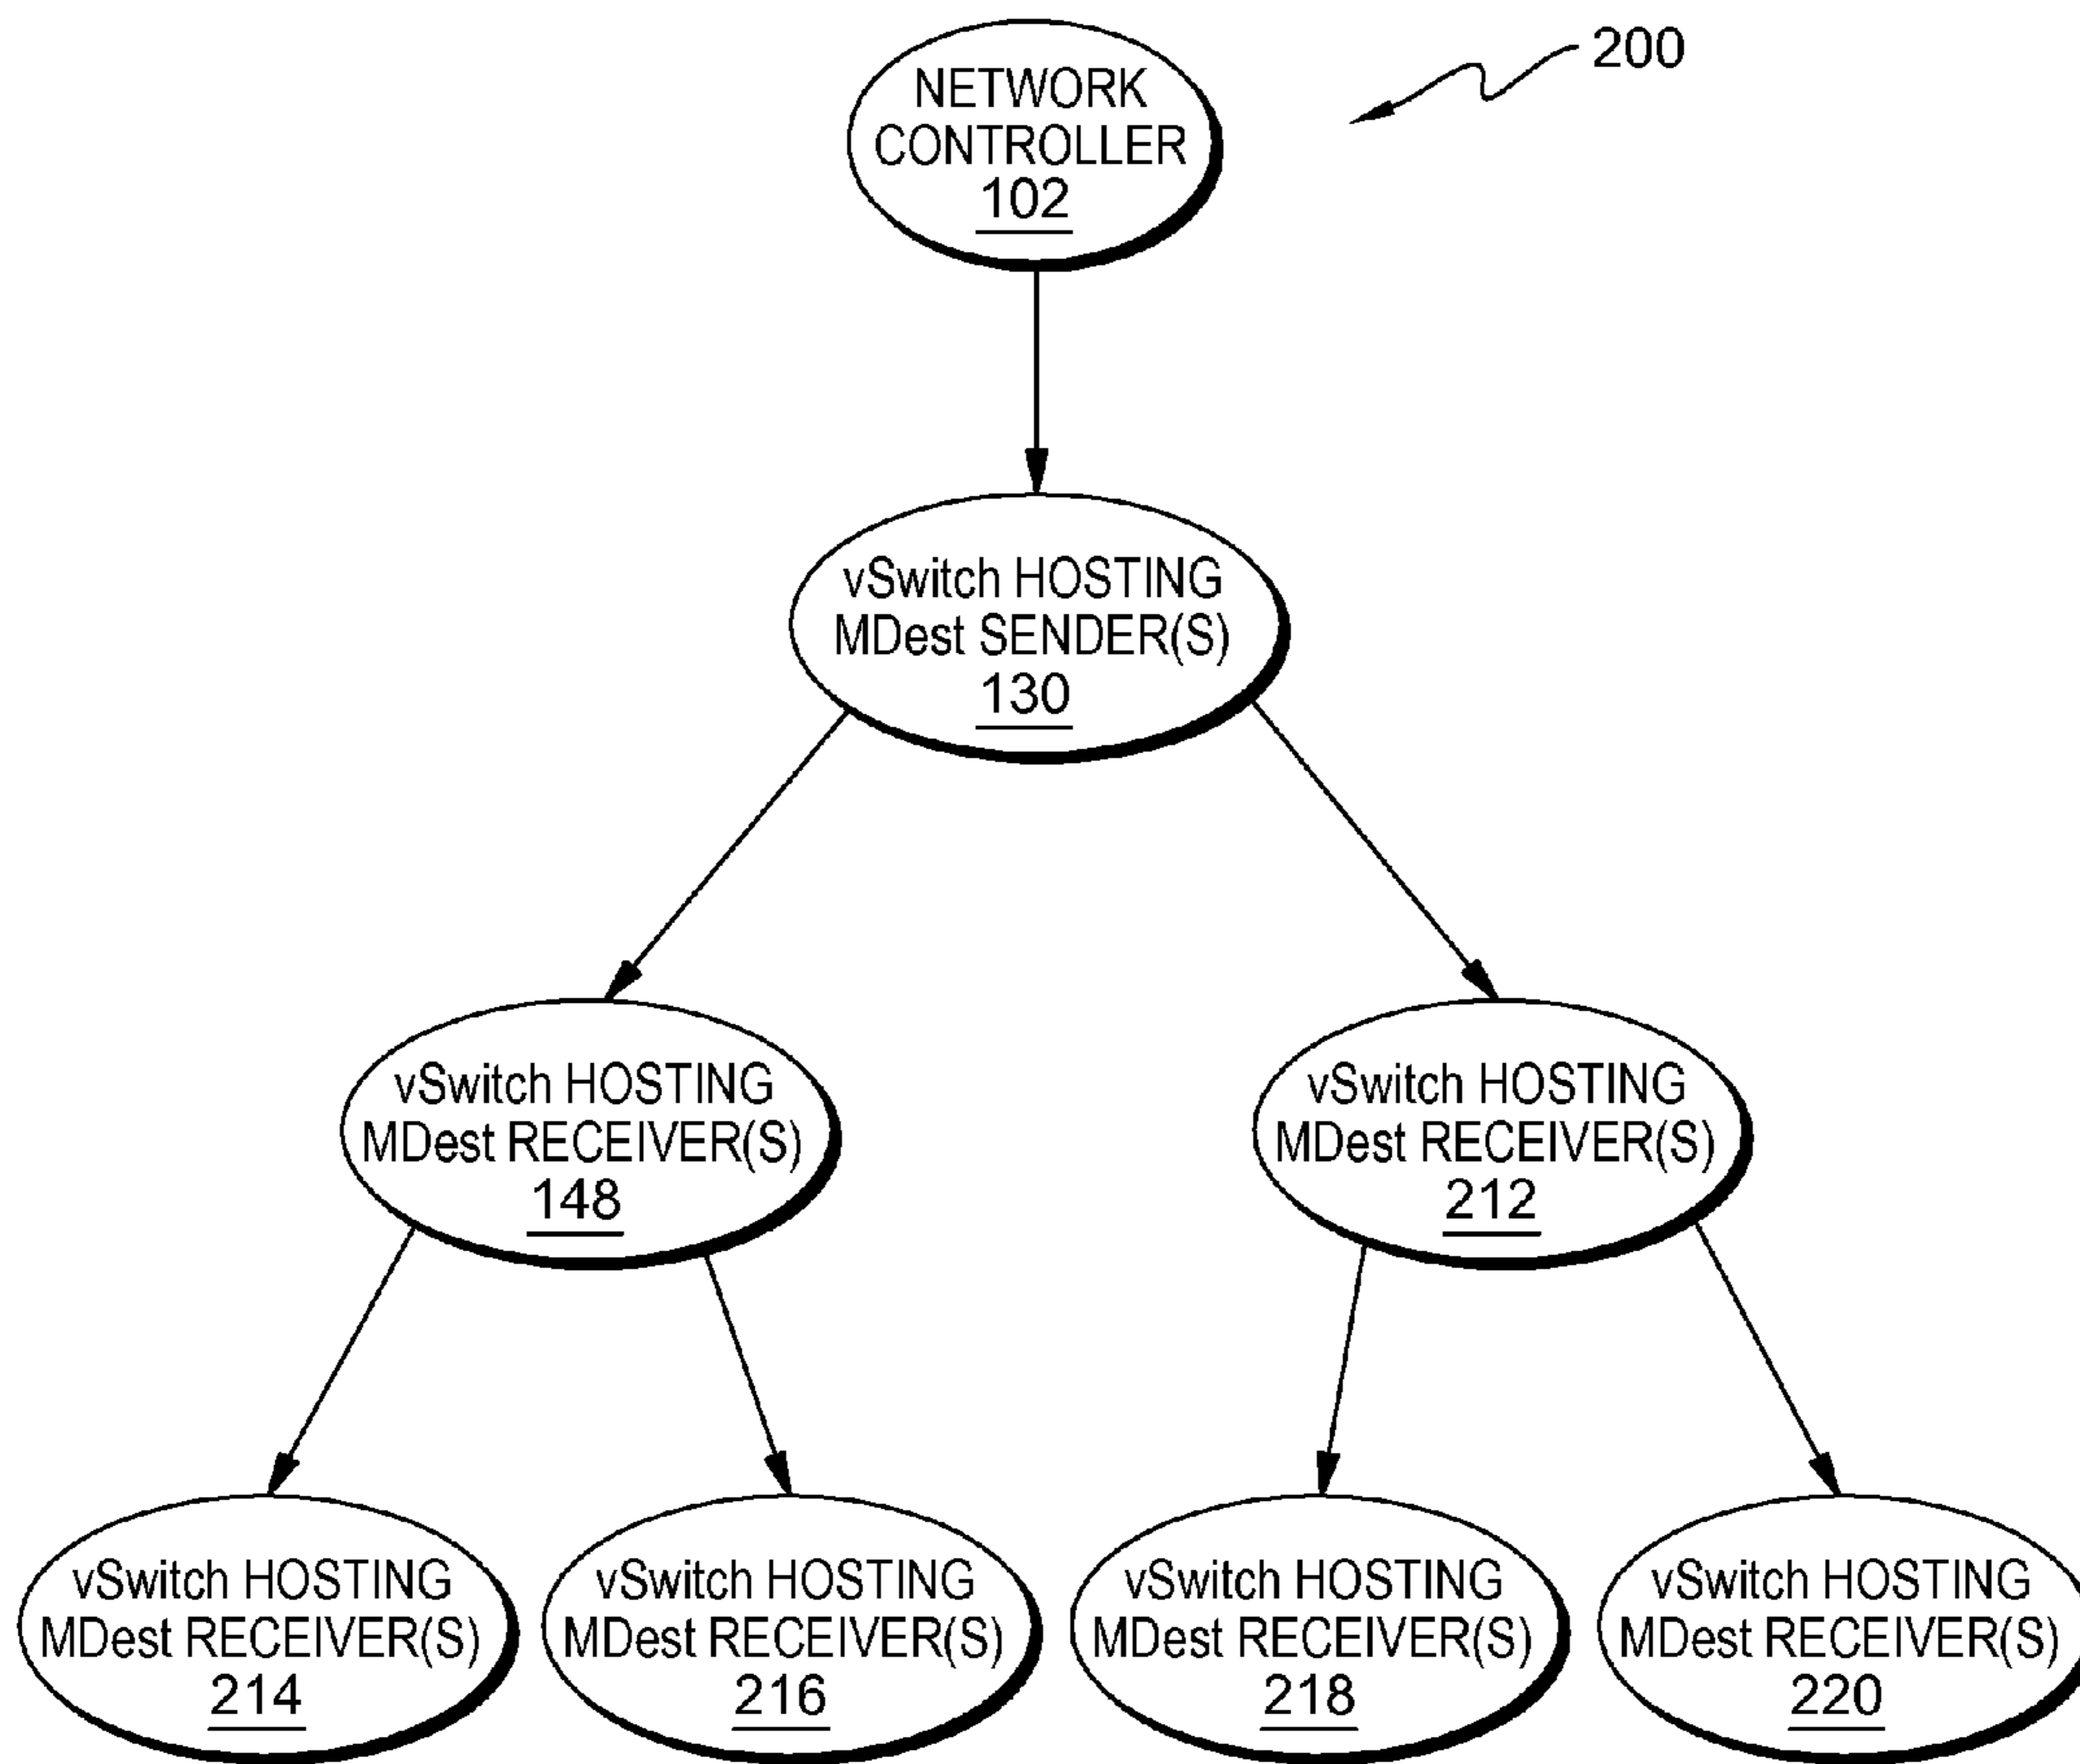 200
NETWORK
CONTROLLER
102
vSwitch HOSTING
MDest SENDER(S)
130
vSwitch HOSTING
MDest RECEIVER(S)
148
vSwitch HOSTING
MDest RECEIVER(S)
212
vSwitch HOSTING
MDest RECEIVER(S)
214
vSwitch HOSTING
MDest RECEIVER(S)
216
vSwitch HOSTING
MDest RECEIVER(S)
218
vSwitch HOSTING
MDest RECEIVER(S)
220